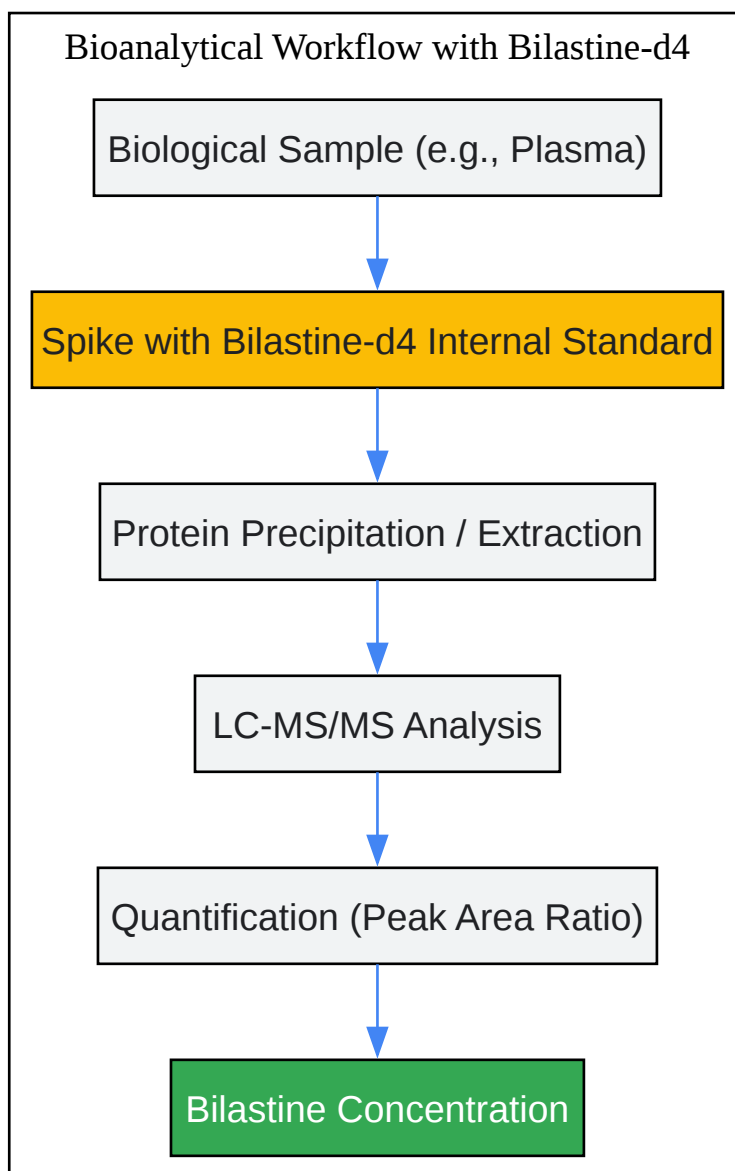 Bioanalytical Workflow with Bilastine-d4
Biological Sample (e.g., Plasma)
Spike with Bilastine-d4 Internal Standard
Protein Precipitation / Extraction
LC-MS/MS Analysis
Quantification (Peak Area Ratio)
Bilastine Concentration